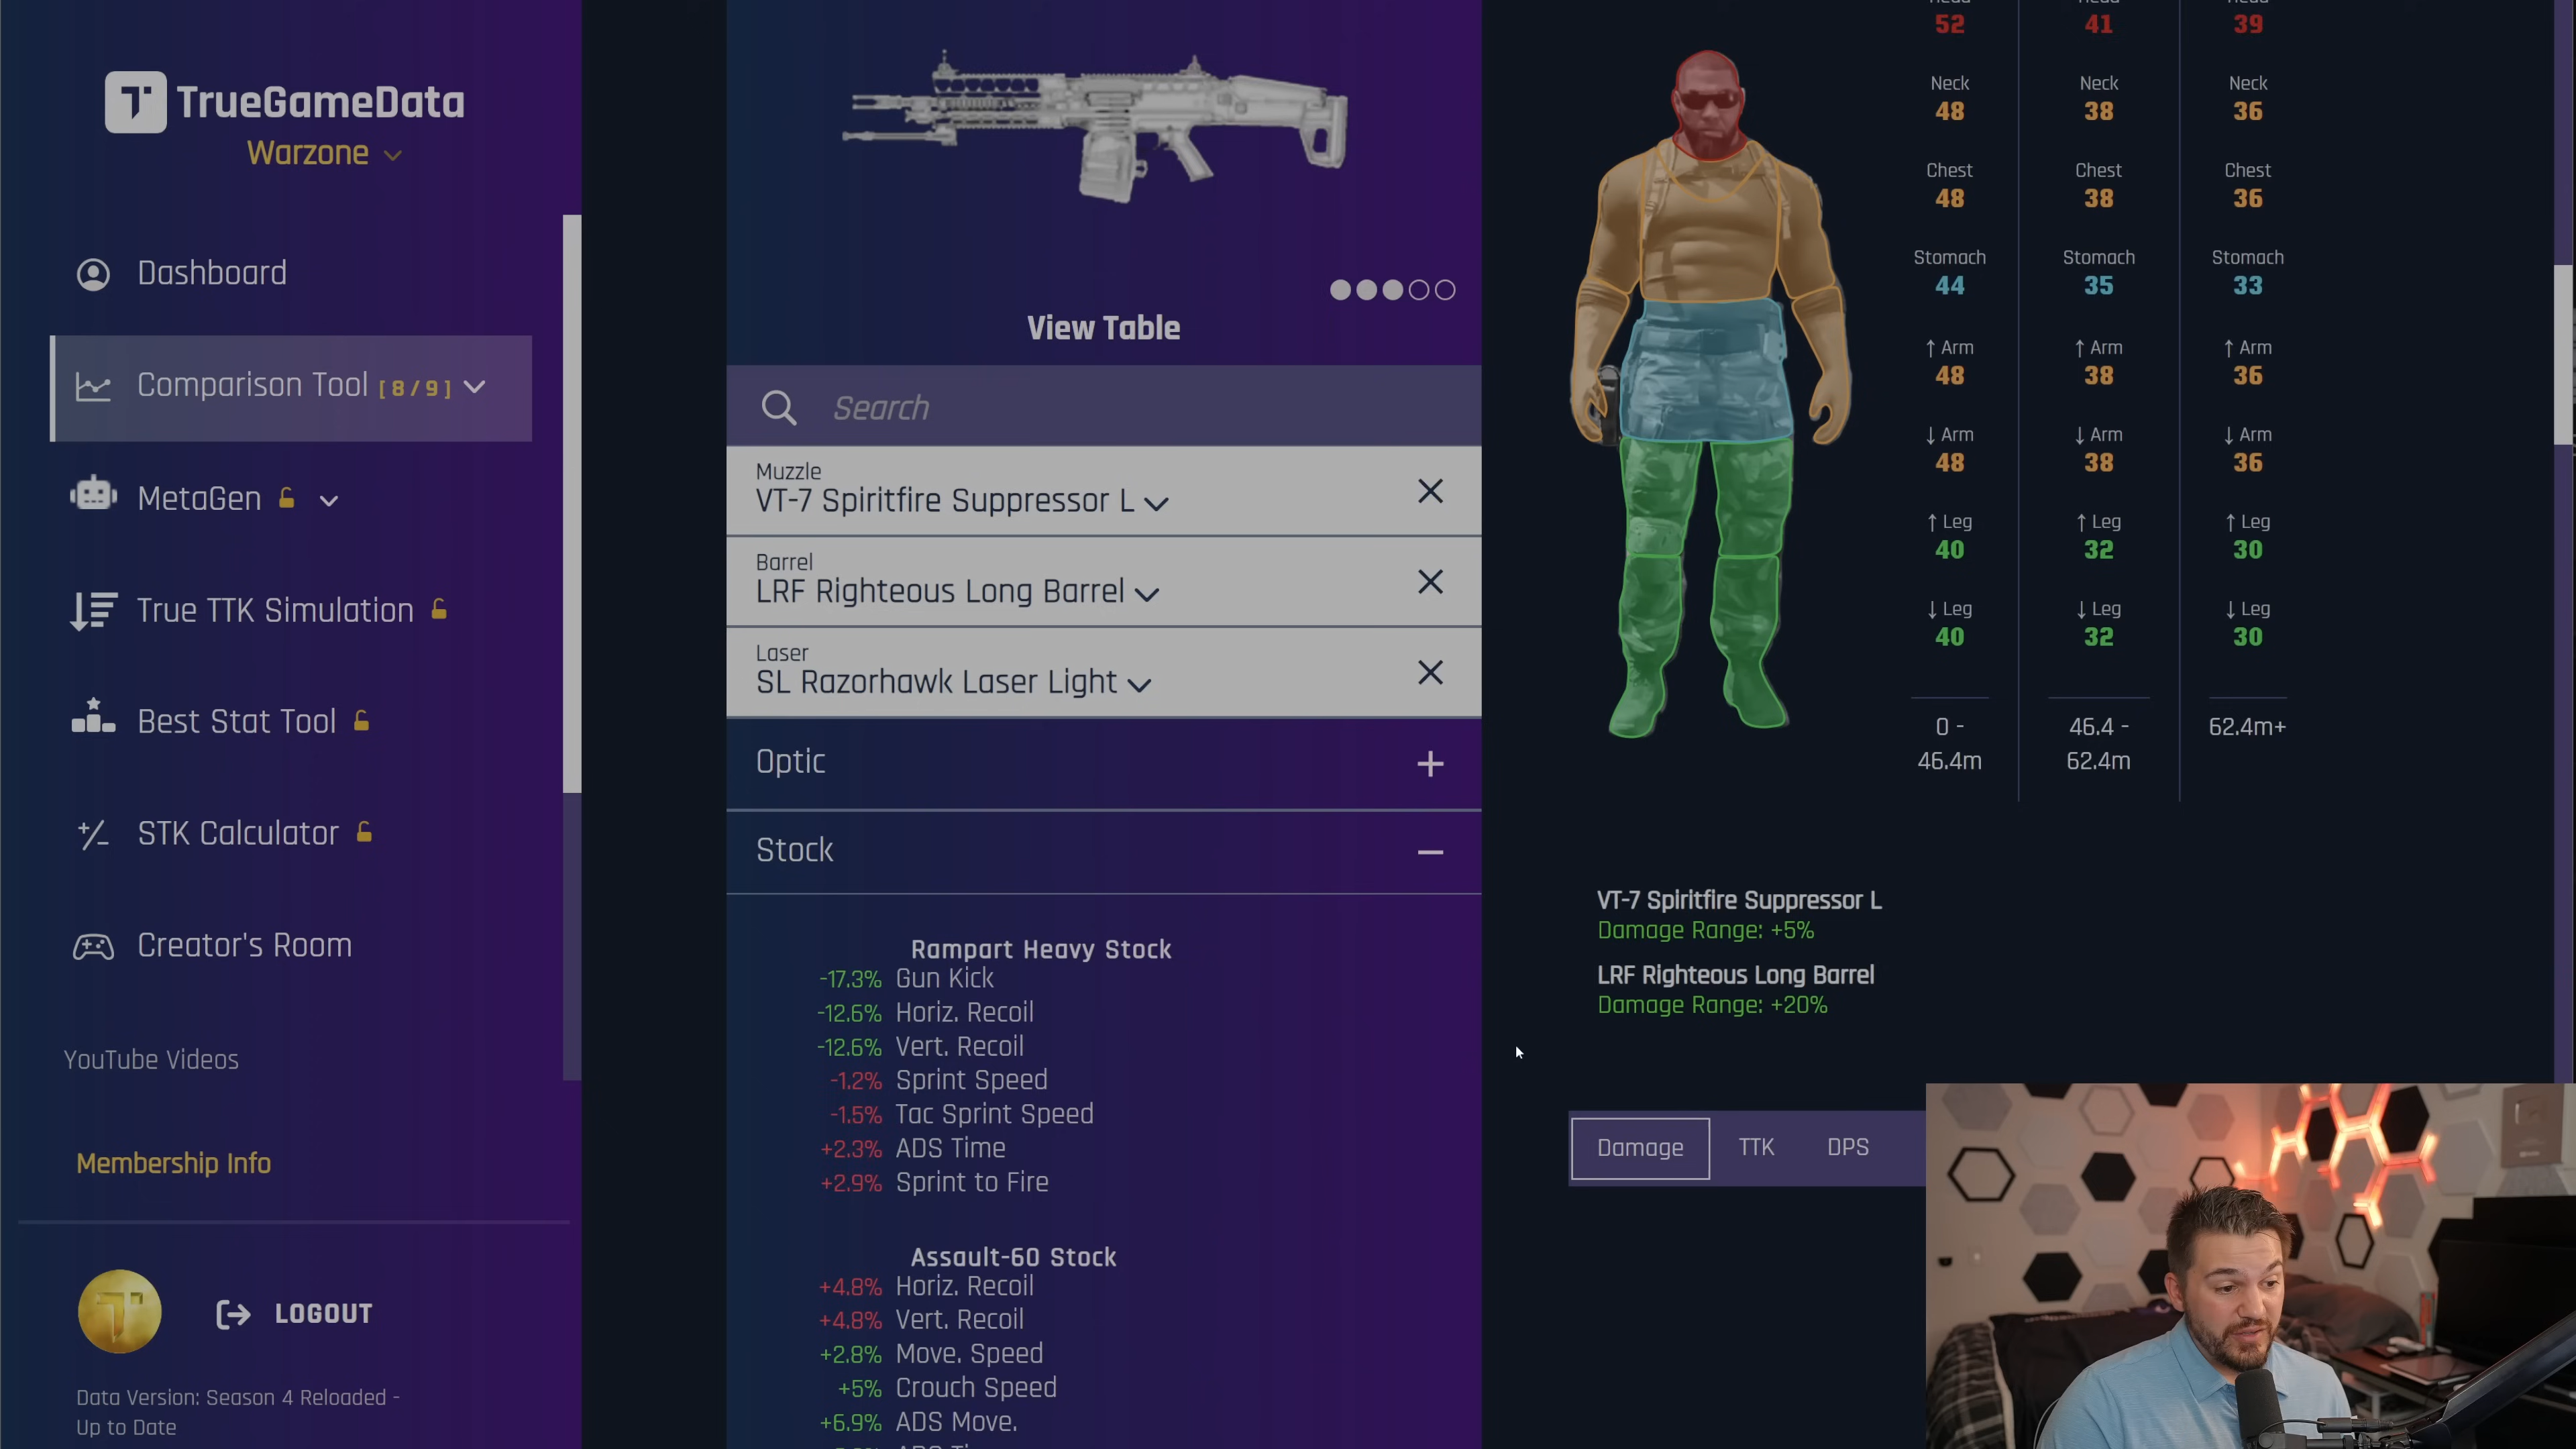 TrueGameData
Warzone
Dashboard
Comparison Tool [ 8 / 9 ]
MetaGen
True TTK Simulation
Best Stat Tool
STK Calculator
Creator's Room
YouTube Videos
Membership Info
LOGOUT
Data Version: Season 4 Reloaded -
Up to Date
View Table
Search
Muzzle
VT-7 Spiritfire Suppressor L
Barrel
LRF Righteous Long Barrel
Laser
SL Razorhawk Laser Light
Optic
Stock
Rampart Heavy Stock
-17.3% Gun Kick
-12.6% Horiz. Recoil
-12.6% Vert. Recoil
-1.2% Sprint Speed
-1.5% Tac Sprint Speed
+2.3% ADS Time
+2.9% Sprint to Fire
Assault-60 Stock
+4.8% Horiz. Recoil
+4.8% Vert. Recoil
+2.8% Move. Speed
+5% Crouch Speed
+6.9% ADS Move.
52 41 39
Neck Neck Neck
48 38 36
Chest Chest Chest
48 38 36
Stomach Stomach Stomach
44 35 33
↑ Arm ↑ Arm ↑ Arm
48 38 36
↓ Arm ↓ Arm ↓ Arm
48 38 36
↑ Leg ↑ Leg ↑ Leg
40 32 30
↓ Leg ↓ Leg ↓ Leg
40 32 30
0 - 46.4 - 62.4m+
46.4m 62.4m
VT-7 Spiritfire Suppressor L
Damage Range: +5%
LRF Righteous Long Barrel
Damage Range: +20%
Damage TTK DPS